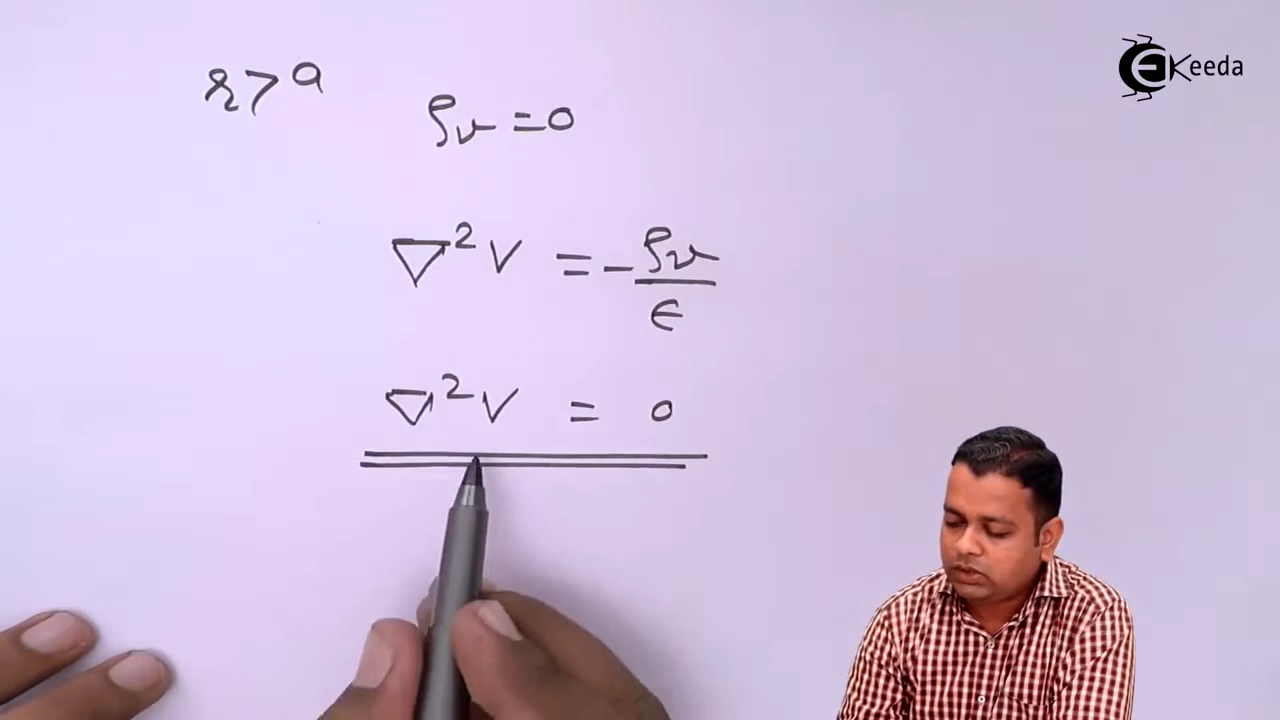 r > a
ρv = 0
∇²V = - ρv / ε
∇²V = 0
EKeeda